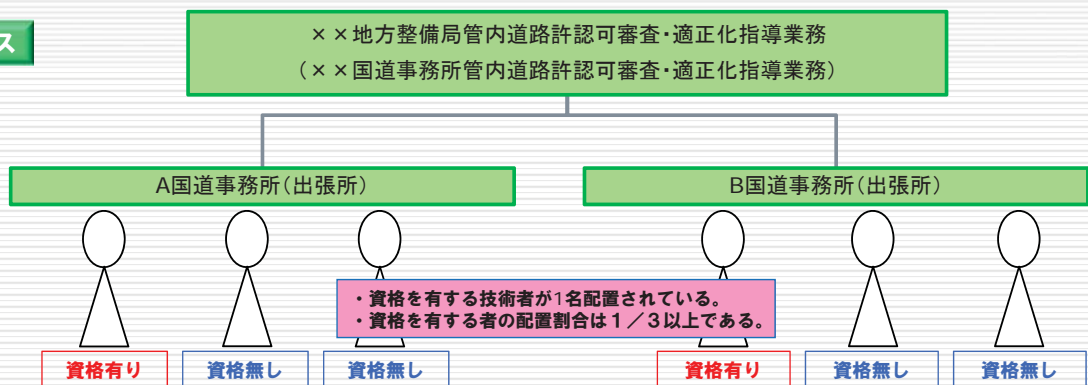 ス
××地方整備局管内道路許認可審査・適正化指導業務
(××国道事務所管内道路許認可審査・適正化指導業務)
A国道事務所(出張所)
B国道事務所(出張所)
・資格を有する技術者が1名配置されている。
・資格を有する者の配置割合は1/3以上である。
資格有り
資格無し
資格無し
資格有り
資格無し
資格無し